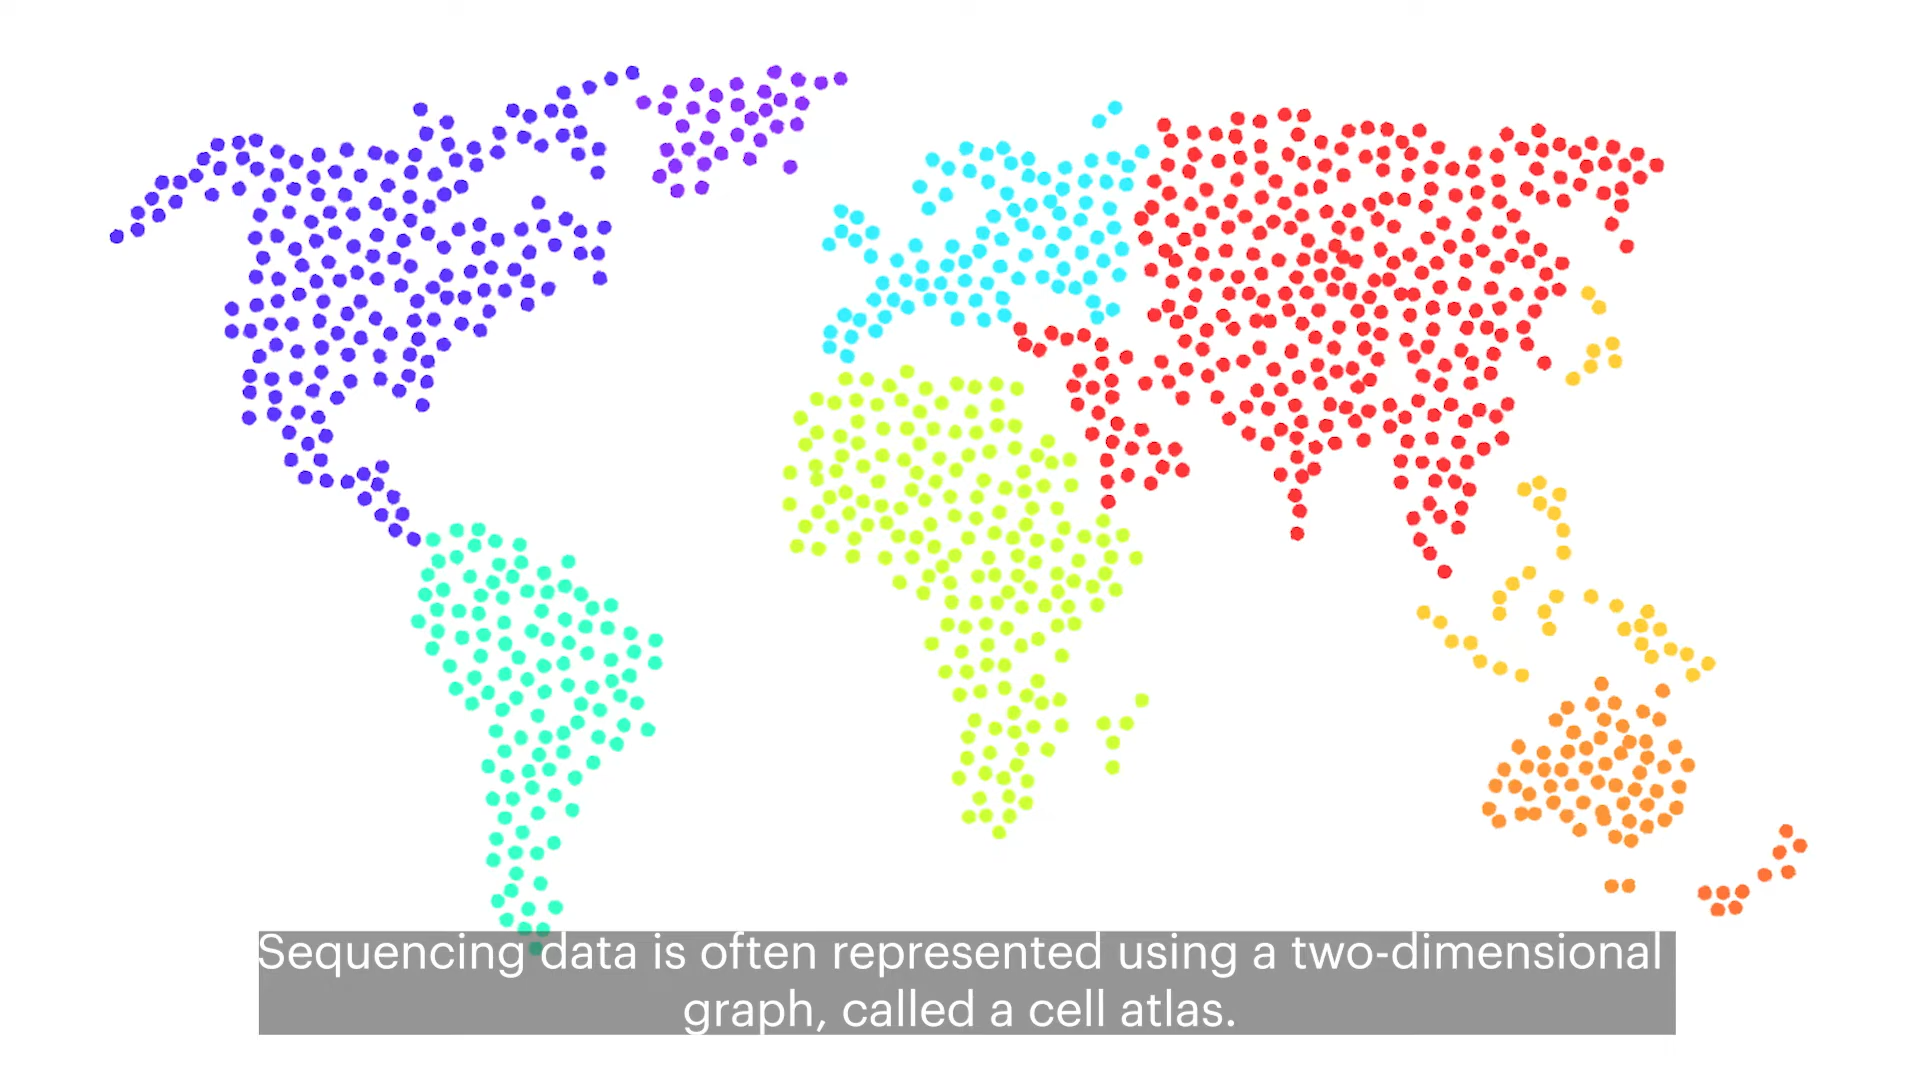 Sequencing data is often represented using a two-dimensional
graph, called a cell atlas.